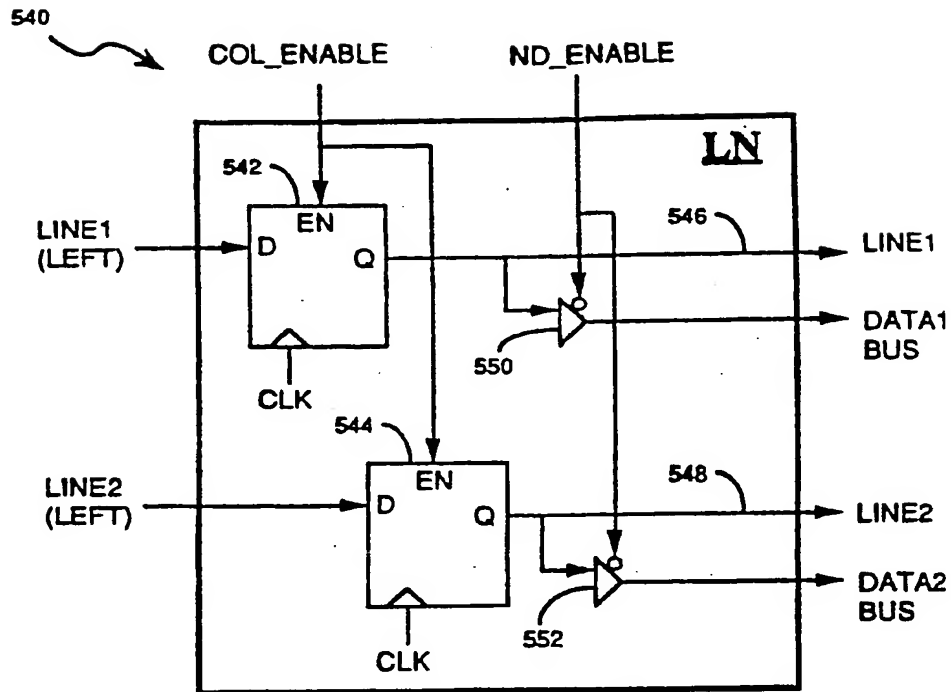 540
COL_ENABLE
ND_ENABLE
LN
542
EN
546
LINE1
(LEFT)
D
Q
LINE1
550
DATA1
BUS
CLK
544
EN
548
LINE2
(LEFT)
D
Q
LINE2
552
DATA2
BUS
CLK